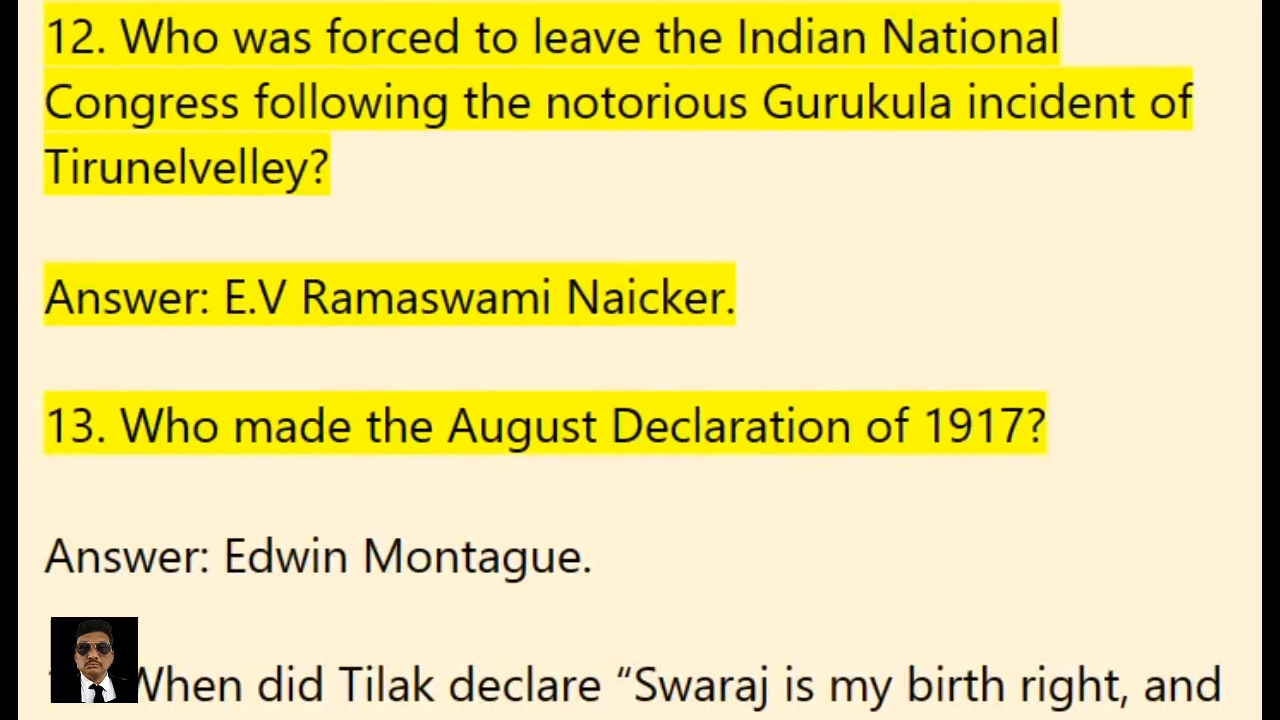 12. Who was forced to leave the Indian National
Congress following the notorious Gurukula incident of
Tirunelvelley?
Answer: E.V Ramaswami Naicker.
13. Who made the August Declaration of 1917?
Answer: Edwin Montague.
When did Tilak declare “Swaraj is my birth right, and